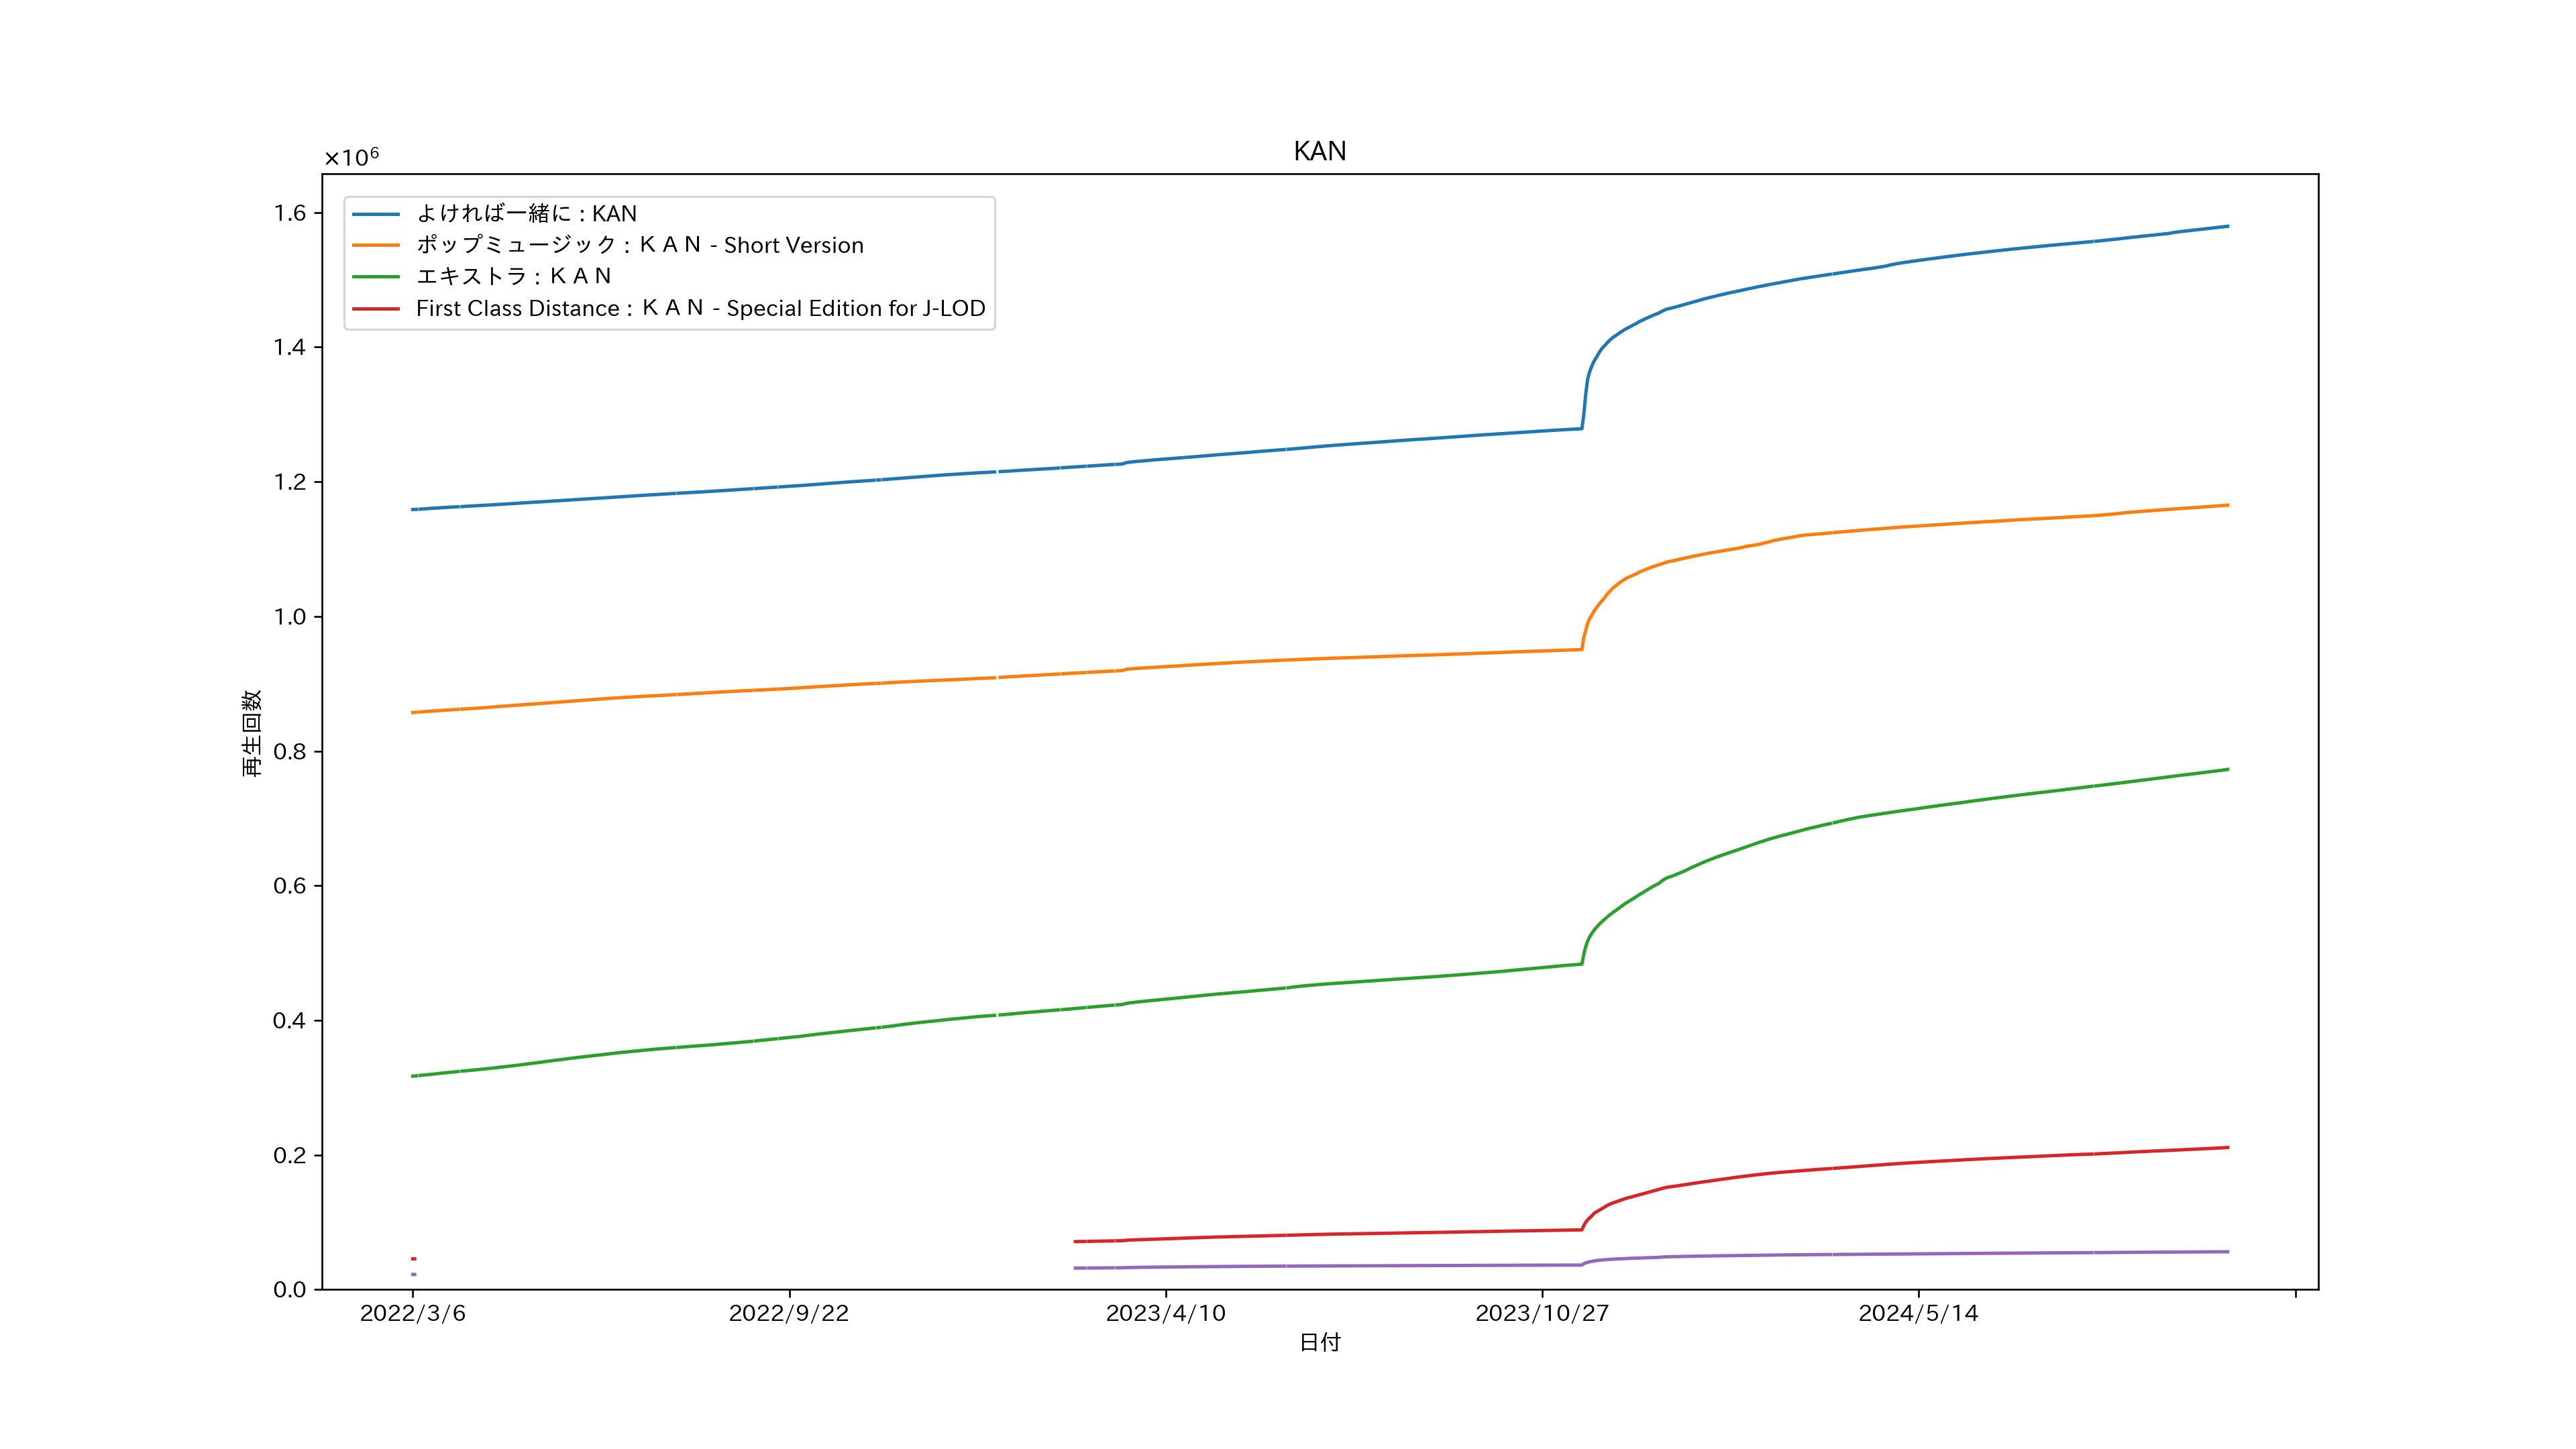 KAN
×10⁶
1.6
1.4
1.2
1.0
0.8
0.6
0.4
0.2
0.0
再生回数
よければ一緒に : KAN
ポップミュージック : ＫＡＮ - Short Version
エキストラ : ＫＡＮ
First Class Distance : ＫＡＮ - Special Edition for J-LOD
2022/3/6
2022/9/22
2023/4/10
2023/10/27
2024/5/14
日付